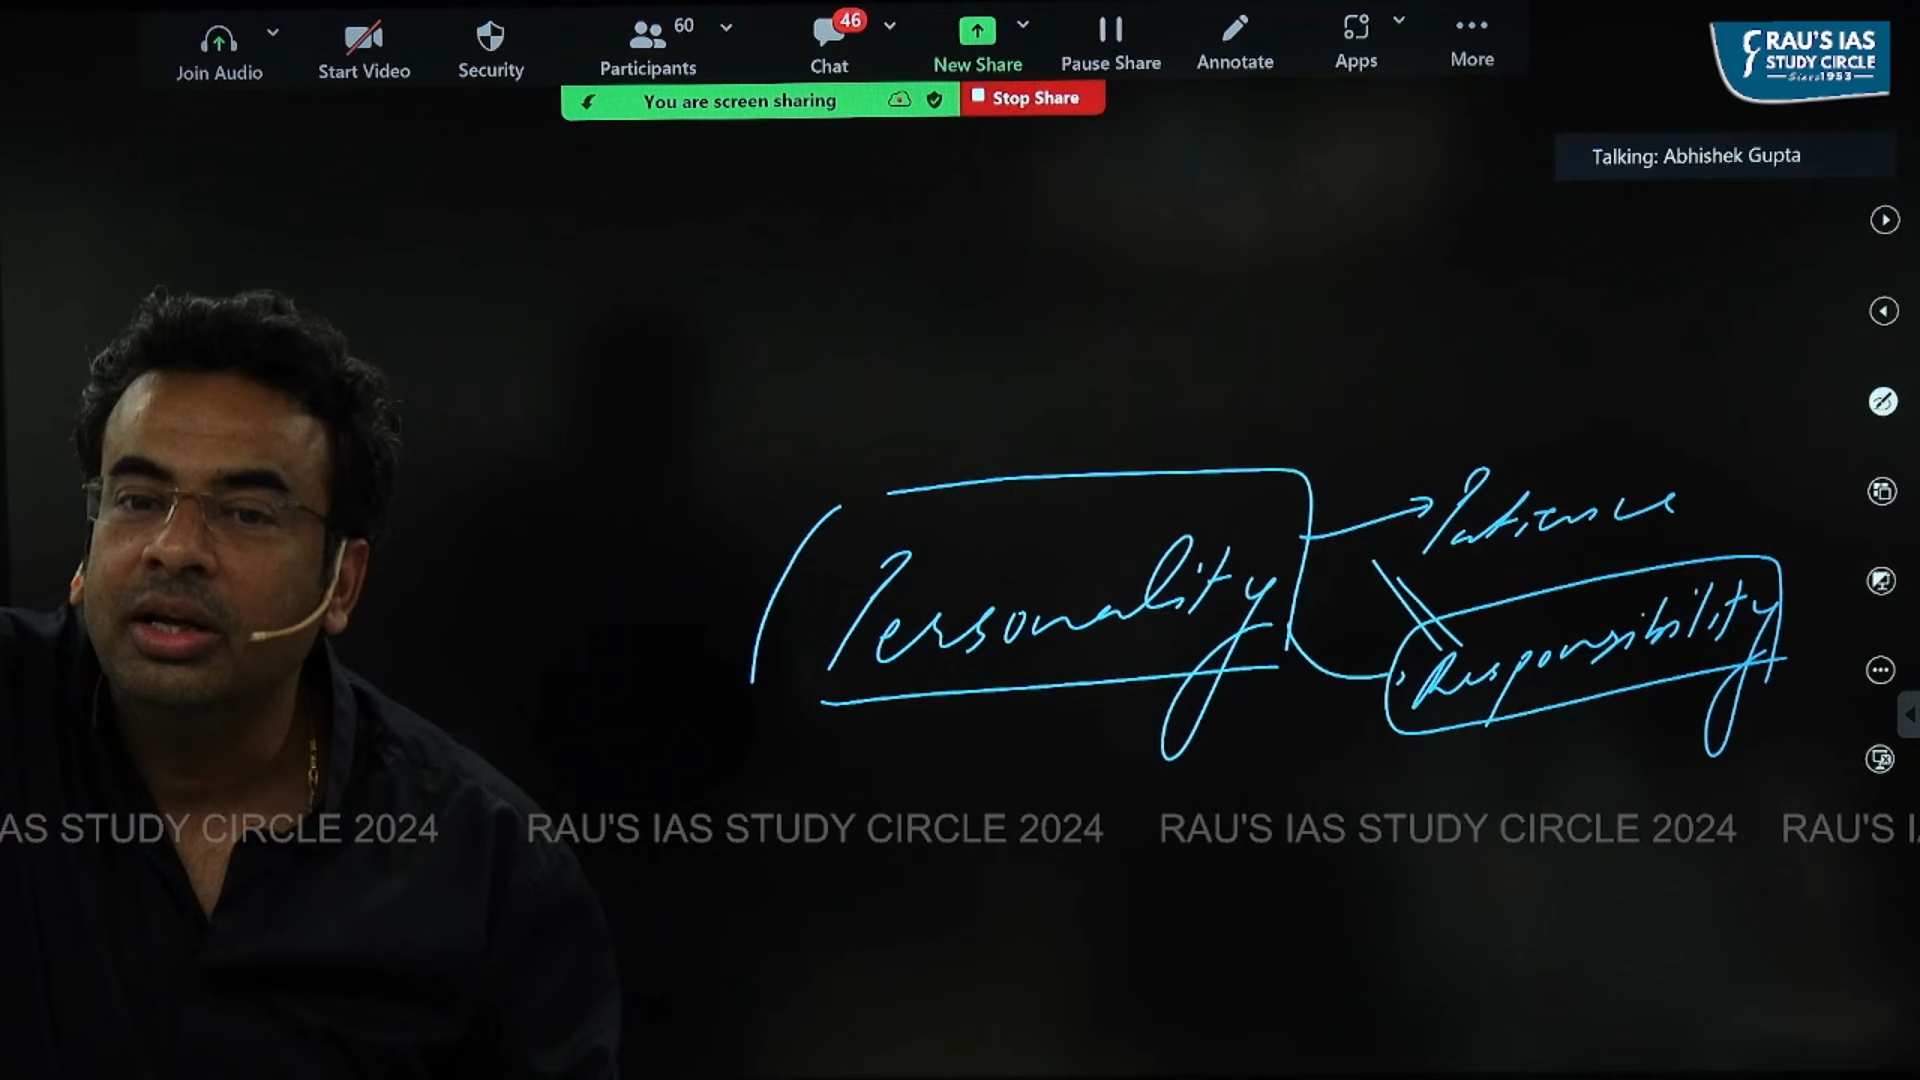 Join Audio
Start Video
Security
60
Participants
46
Chat
New Share
Pause Share
Annotate
Apps
More
RAU'S IAS
STUDY CIRCLE
Since 1953
You are screen sharing
Stop Share
Talking: Abhishek Gupta
Patience
Personality
Responsibility
AS STUDY CIRCLE 2024 RAU'S IAS STUDY CIRCLE 2024 RAU'S IAS STUDY CIRCLE 2024 RAU'S I